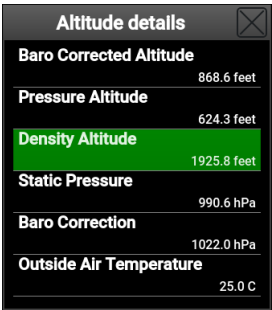 Altitude details
Baro Corrected Altitude
868.6 feet
Pressure Altitude
624.3 feet
Density Altitude
1925.8 feet
Static Pressure
990.6 hPa
Baro Correction
1022.0 hPa
Outside Air Temperature
25.0 C